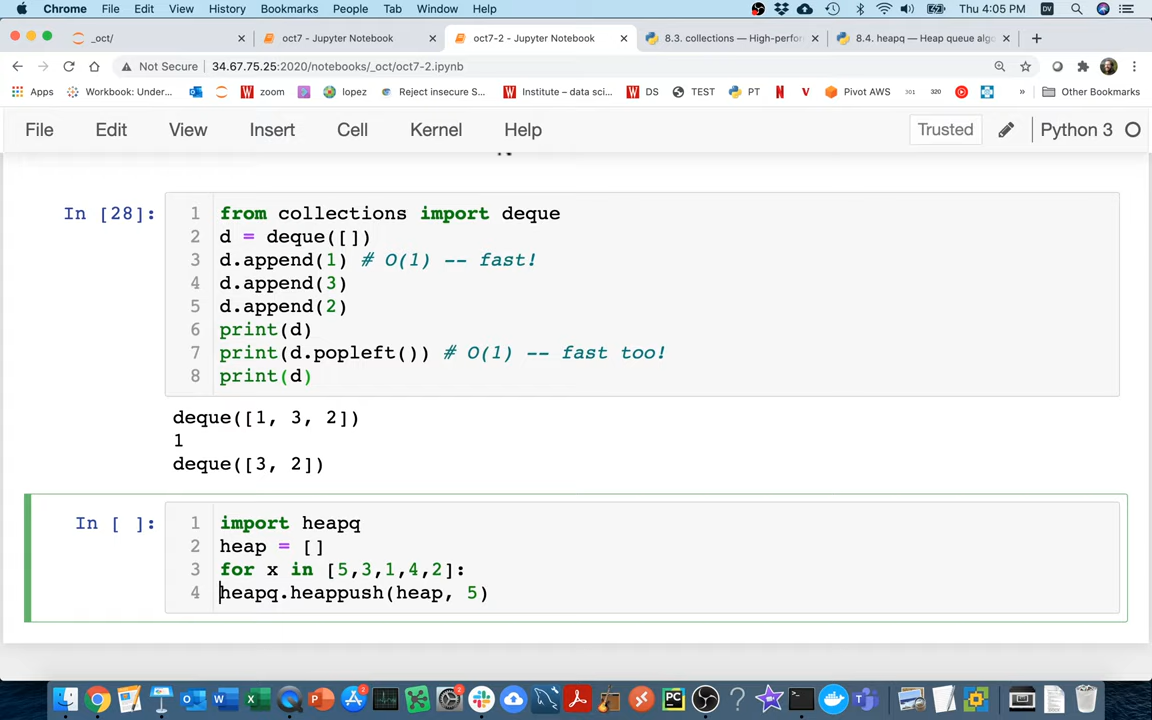 Chrome File Edit View History Bookmarks People Tab Window Help Thu 4:05 PM DV
_oct/ oct7 - Jupyter Notebook oct7-2 - Jupyter Notebook 8.3. collections — High-perfor 8.4. heapq — Heap queue algo
Not Secure 34.67.75.25:2020/notebooks/_oct/oct7-2.ipynb
Apps Workbook: Under... zoom lopez Reject insecure S... Institute – data sci... DS TEST PT Pivot AWS 301 320 » Other Bookmarks
File Edit View Insert Cell Kernel Help Trusted Python 3
In [28]: 1 from collections import deque
2 d = deque([])
3 d.append(1) # O(1) -- fast!
4 d.append(3)
5 d.append(2)
6 print(d)
7 print(d.popleft()) # O(1) -- fast too!
8 print(d)
deque([1, 3, 2])
1
deque([3, 2])
In [ ]: 1 import heapq
2 heap = []
3 for x in [5,3,1,4,2]:
4 heapq.heappush(heap, 5)